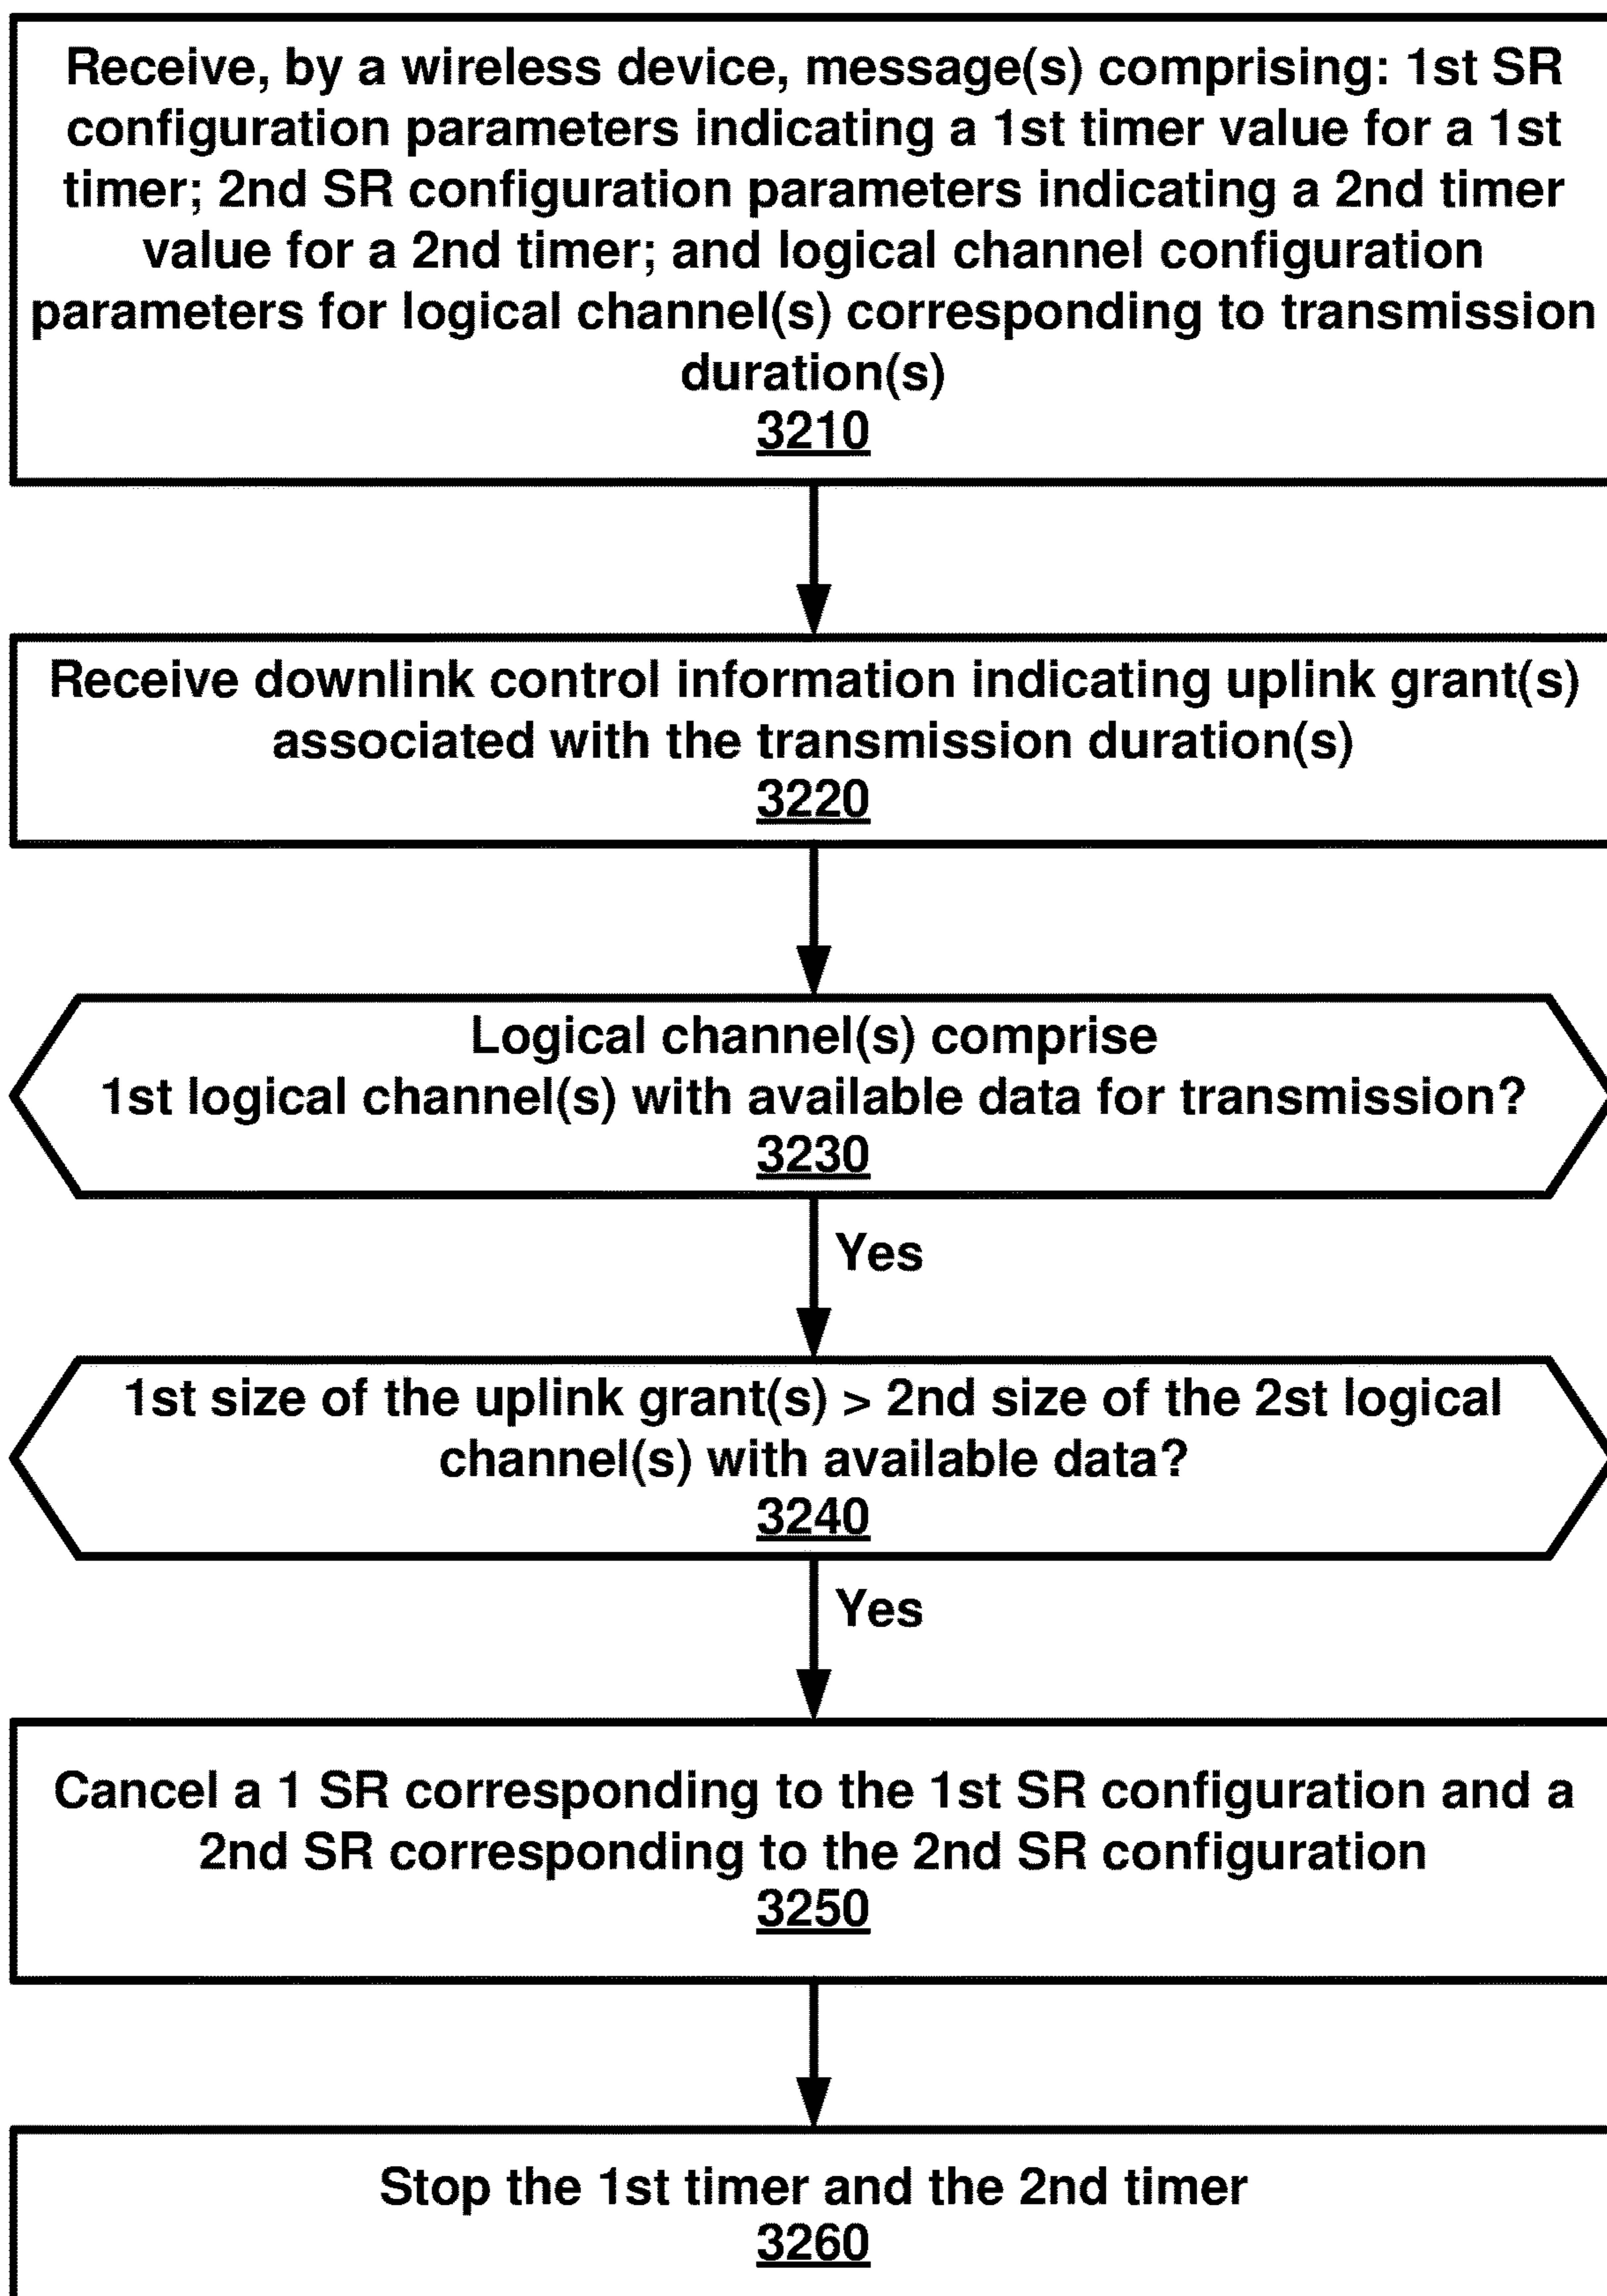 Receive, by a wireless device, message(s) comprising: 1st SR
configuration parameters indicating a 1st timer value for a 1st
timer; 2nd SR configuration parameters indicating a 2nd timer
value for a 2nd timer; and logical channel configuration
parameters for logical channel(s) corresponding to transmission
duration(s)
3210
Receive downlink control information indicating uplink grant(s)
associated with the transmission duration(s)
3220
Logical channel(s) comprise
1st logical channel(s) with available data for transmission?
3230
Yes
1st size of the uplink grant(s) > 2nd size of the 2st logical
channel(s) with available data?
3240
Yes
Cancel a 1 SR corresponding to the 1st SR configuration and a
2nd SR corresponding to the 2nd SR configuration
3250
Stop the 1st timer and the 2nd timer
3260